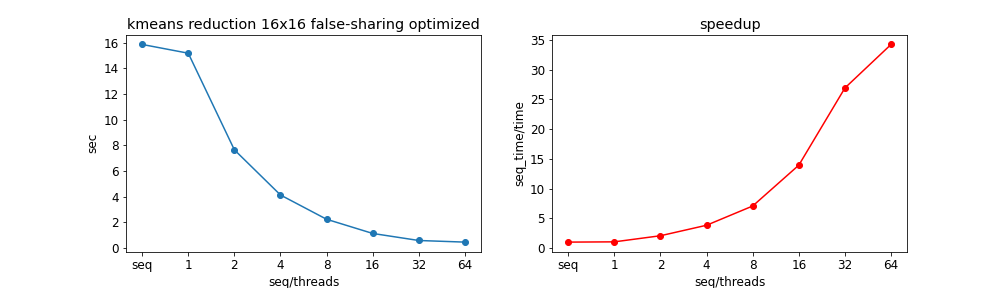 kmeans reduction 16x16 false-sharing optimized
sec
16
14
12
10
8
6
4
2
0
seq 1 2 4 8 16 32 64
seq/threads
speedup
seq_time/time
35
30
25
20
15
10
5
0
seq 1 2 4 8 16 32 64
seq/threads